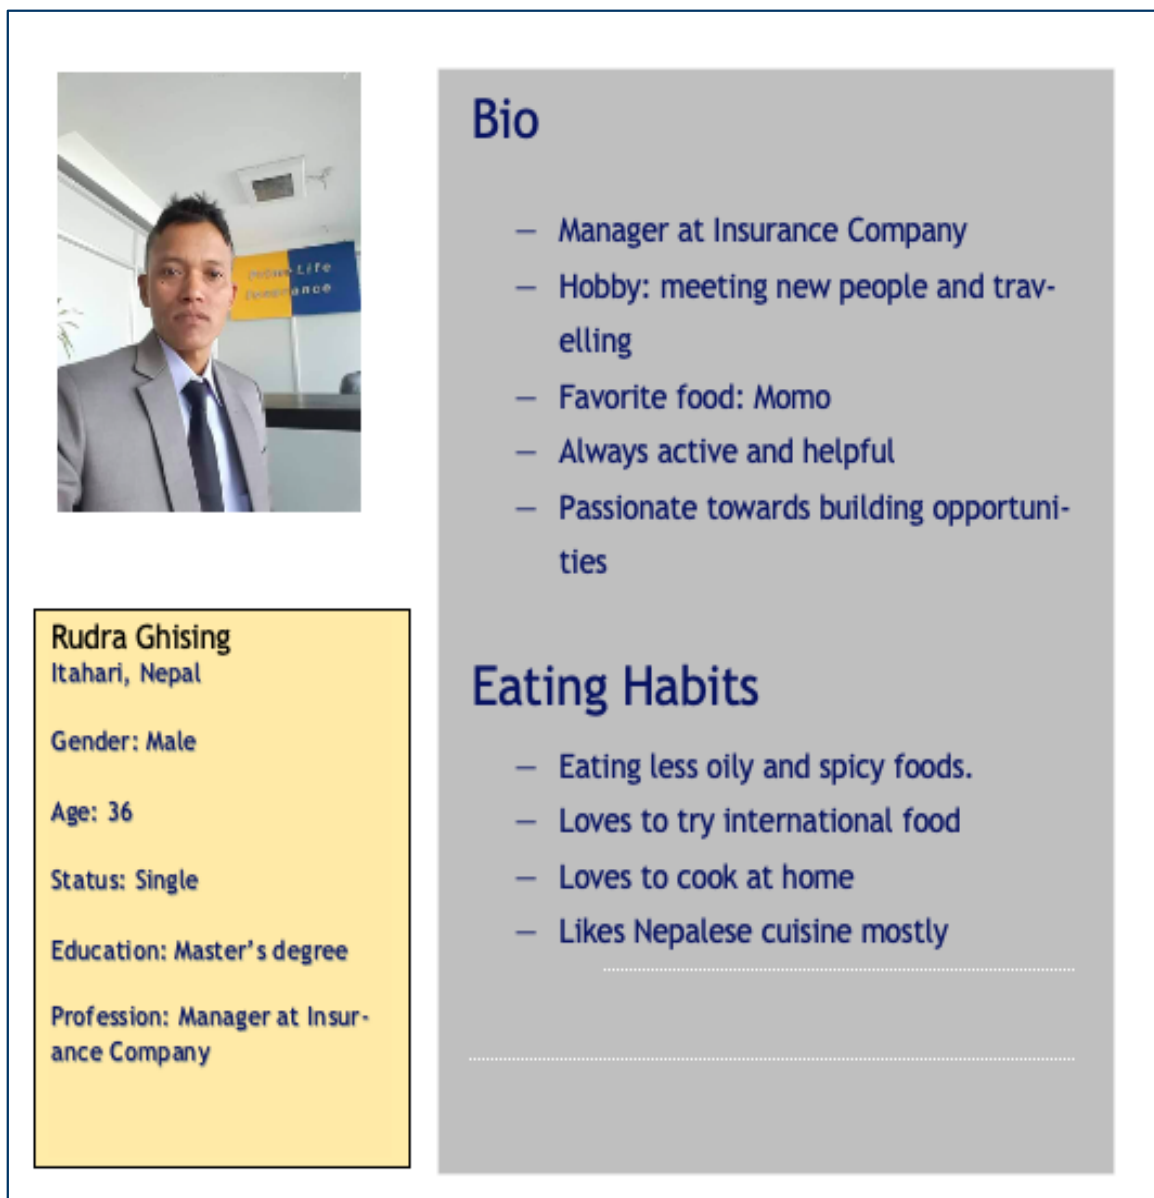 Life
Rudra Ghising
Itahari, Nepal
Gender: Male
Age: 36
Status: Single
Education: Master’s degree
Profession: Manager at Insur-
ance Company
Bio
— Manager at Insurance Company
— Hobby: meeting new people and trav-
elling
— Favorite food: Momo
— Always active and helpful
— Passionate towards building opportuni-
ties
Eating Habits
— Eating less oily and spicy foods.
— Loves to try international food
— Loves to cook at home
— Likes Nepalese cuisine mostly